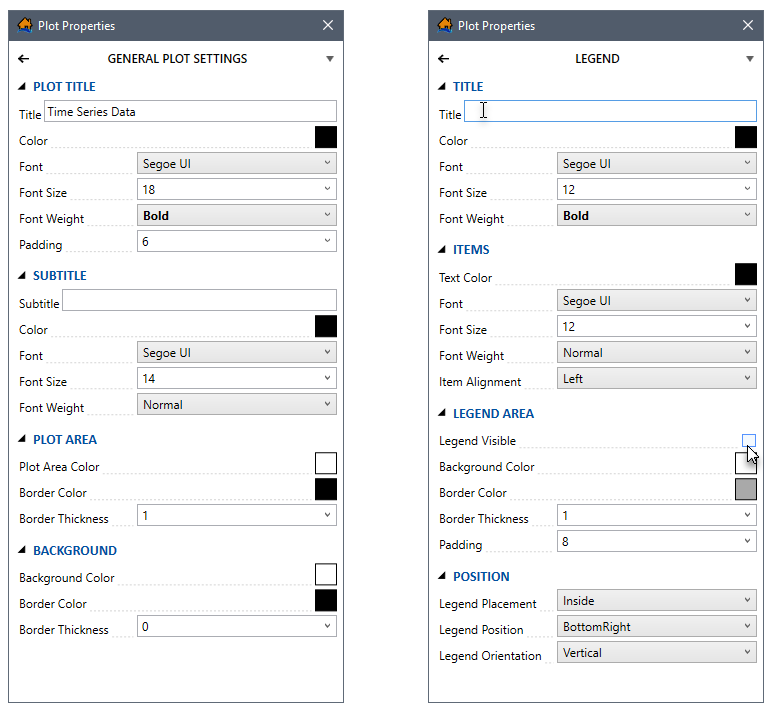 Plot Properties
GENERAL PLOT SETTINGS
PLOT TITLE
Title Time Series Data
Color
Font Segoe UI
Font Size 18
Font Weight Bold
Padding 6
SUBTITLE
Subtitle
Color
Font Segoe UI
Font Size 14
Font Weight Normal
PLOT AREA
Plot Area Color
Border Color
Border Thickness 1
BACKGROUND
Background Color
Border Color
Border Thickness 0
Plot Properties
LEGEND
TITLE
Title
Color
Font Segoe UI
Font Size 12
Font Weight Bold
ITEMS
Text Color
Font Segoe UI
Font Size 12
Font Weight Normal
Item Alignment Left
LEGEND AREA
Legend Visible
Background Color
Border Color
Border Thickness 1
Padding 8
POSITION
Legend Placement Inside
Legend Position BottomRight
Legend Orientation Vertical